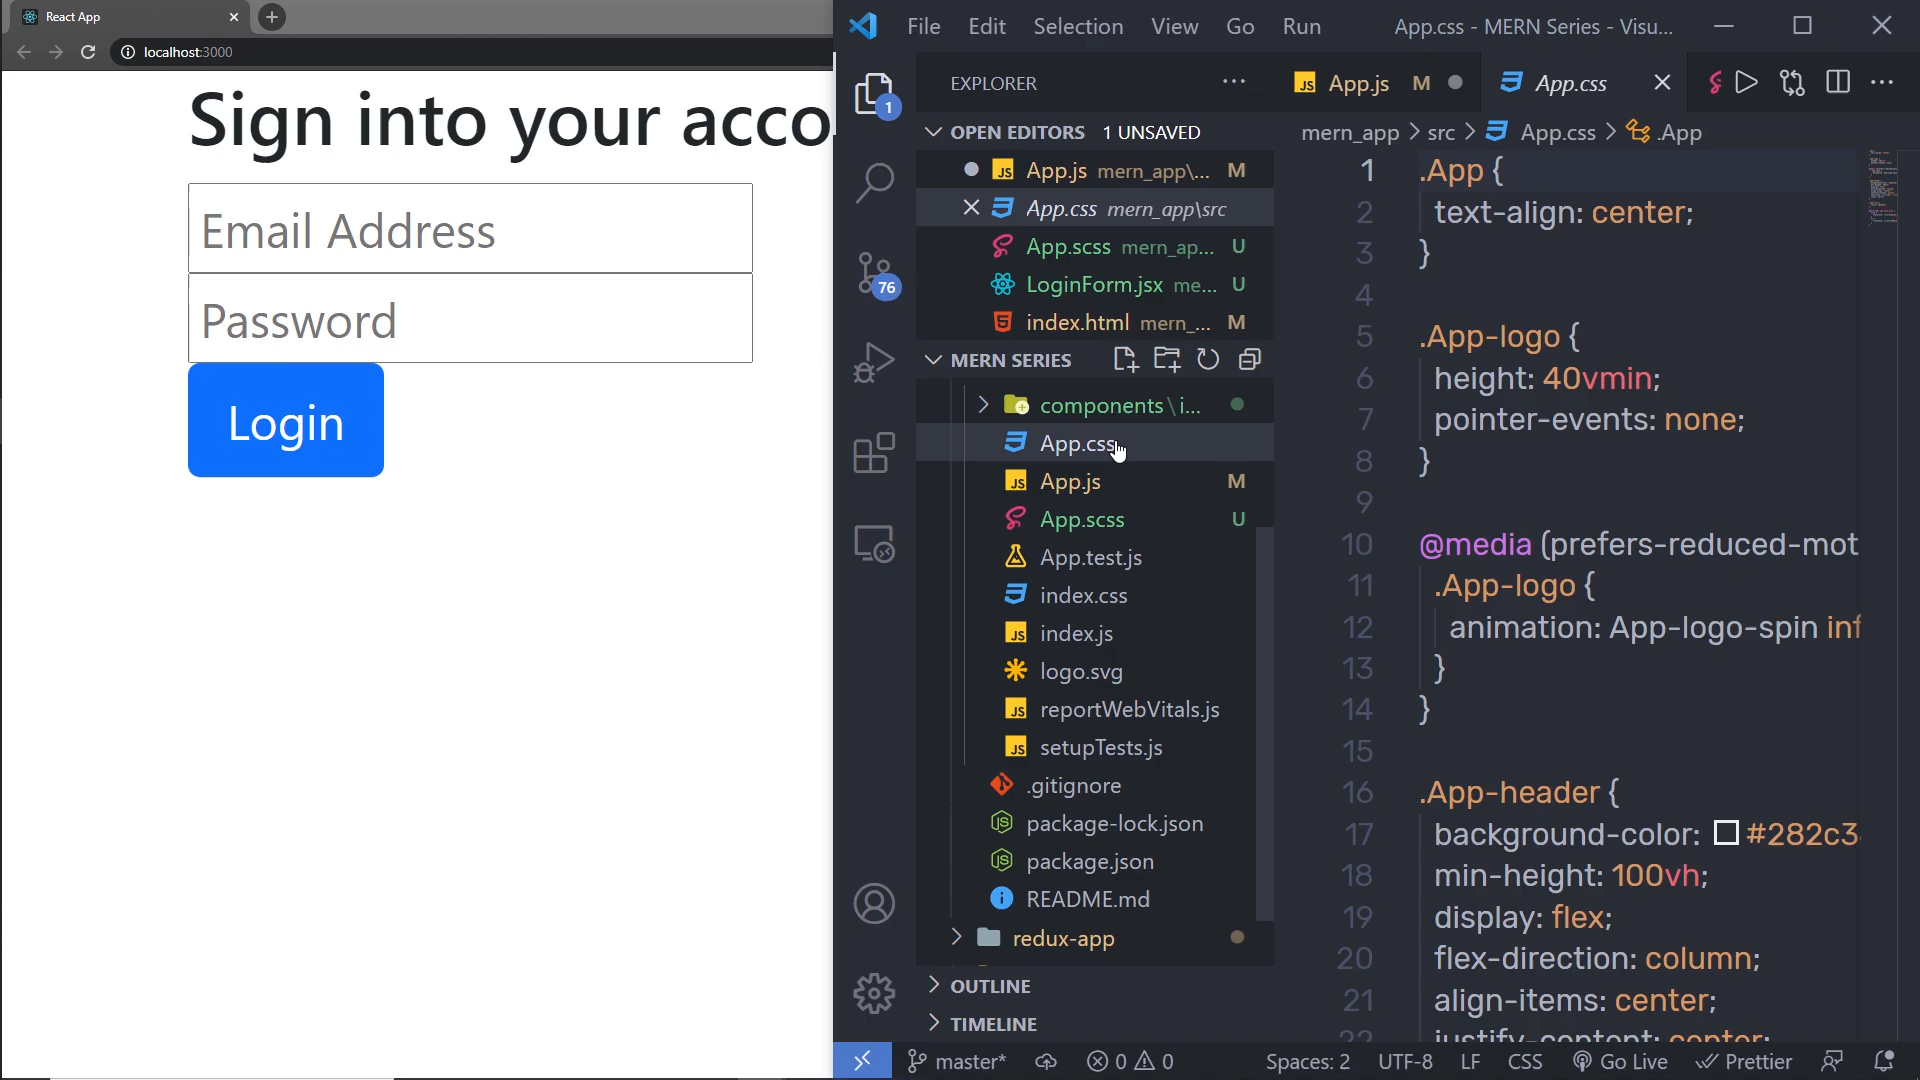 React App
localhost:3000
Sign into your acco
Email Address
Password
Login
File Edit Selection View Go Run App.css - MERN Series - Visu...
EXPLORER
App.js M
App.css
OPEN EDITORS 1 UNSAVED
App.js mern_app\... M
App.css mern_app\src
App.scss mern_ap... U
LoginForm.jsx me... U
index.html mern_... M
MERN SERIES
components\i...
App.css
App.js M
App.scss U
App.test.js
index.css
index.js
logo.svg
reportWebVitals.js
setupTests.js
.gitignore
package-lock.json
package.json
README.md
redux-app
OUTLINE
TIMELINE
1
76
mern_app > src > App.css > .App
1 .App {
2 text-align: center;
3 }
4
5 .App-logo {
6 height: 40vmin;
7 pointer-events: none;
8 }
9
10 @media (prefers-reduced-mot
11 .App-logo {
12 animation: App-logo-spin inf
13 }
14 }
15
16 .App-header {
17 background-color: #282c3
18 min-height: 100vh;
19 display: flex;
20 flex-direction: column;
21 align-items: center;
22 justify-content: center;
master* 0 0 Spaces: 2 UTF-8 LF CSS Go Live Prettier